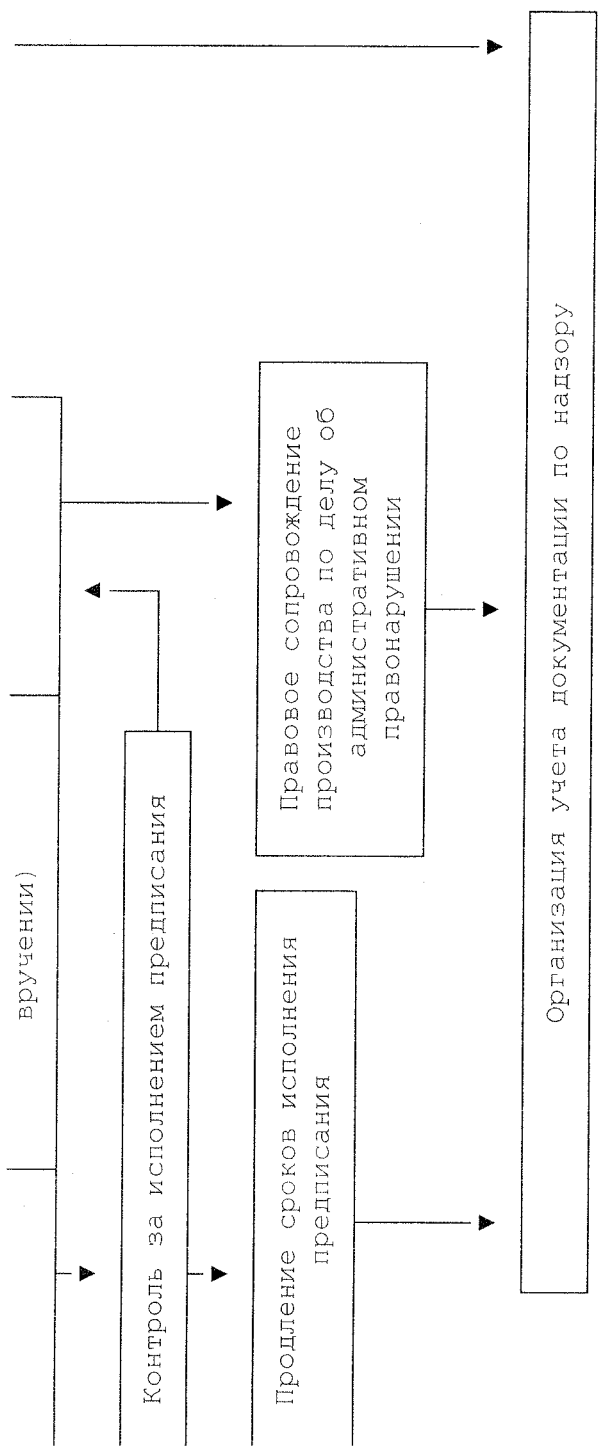 вручении)
Контроль за исполнением предписания
Продление сроков исполнения
предписания
Правовое сопровождение
производства по делу об
административном
правонарушении
Организация учета документации по надзору